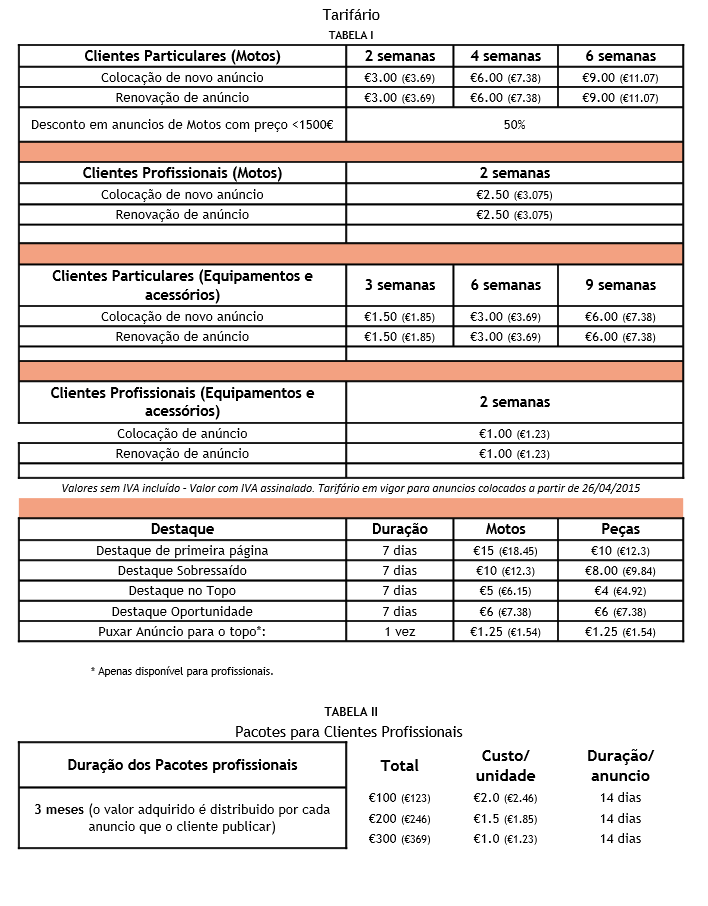 Tarifário
TABELA I
Clientes Particulares (Motos) 2 semanas 4 semanas 6 semanas
Colocação de novo anúncio €3.00 (€3.69) €6.00 (€7.38) €9.00 (€11.07)
Renovação de anúncio €3.00 (€3.69) €6.00 (€7.38) €9.00 (€11.07)
Desconto em anuncios de Motos com preço <1500€ 50%
Clientes Profissionais (Motos) 2 semanas
Colocação de novo anúncio €2.50 (€3.075)
Renovação de anúncio €2.50 (€3.075)
Clientes Particulares (Equipamentos e
acessórios) 3 semanas 6 semanas 9 semanas
Colocação de novo anúncio €1.50 (€1.85) €3.00 (€3.69) €6.00 (€7.38)
Renovação de anúncio €1.50 (€1.85) €3.00 (€3.69) €6.00 (€7.38)
Clientes Profissionais (Equipamentos e
acessórios) 2 semanas
Colocação de anúncio €1.00 (€1.23)
Renovação de anúncio €1.00 (€1.23)
Valores sem IVA incluído - Valor com IVA assinalado. Tarifário em vigor para anuncios colocados a partir de 26/04/2015
Destaque Duração Motos Peças
Destaque de primeira página 7 dias €15 (€18.45) €10 (€12.3)
Destaque Sobressaído 7 dias €10 (€12.3) €8.00 (€9.84)
Destaque no Topo 7 dias €5 (€6.15) €4 (€4.92)
Destaque Oportunidade 7 dias €6 (€7.38) €6 (€7.38)
Puxar Anúncio para o topo*: 1 vez €1.25 (€1.54) €1.25 (€1.54)
* Apenas disponível para profissionais.
TABELA II
Pacotes para Clientes Profissionais
Duração dos Pacotes profissionais Total Custo/ Duração/
unidade anuncio
3 meses (o valor adquirido é distribuido por cada
anuncio que o cliente publicar)
€100 (€123) €2.0 (€2.46) 14 dias
€200 (€246) €1.5 (€1.85) 14 dias
€300 (€369) €1.0 (€1.23) 14 dias